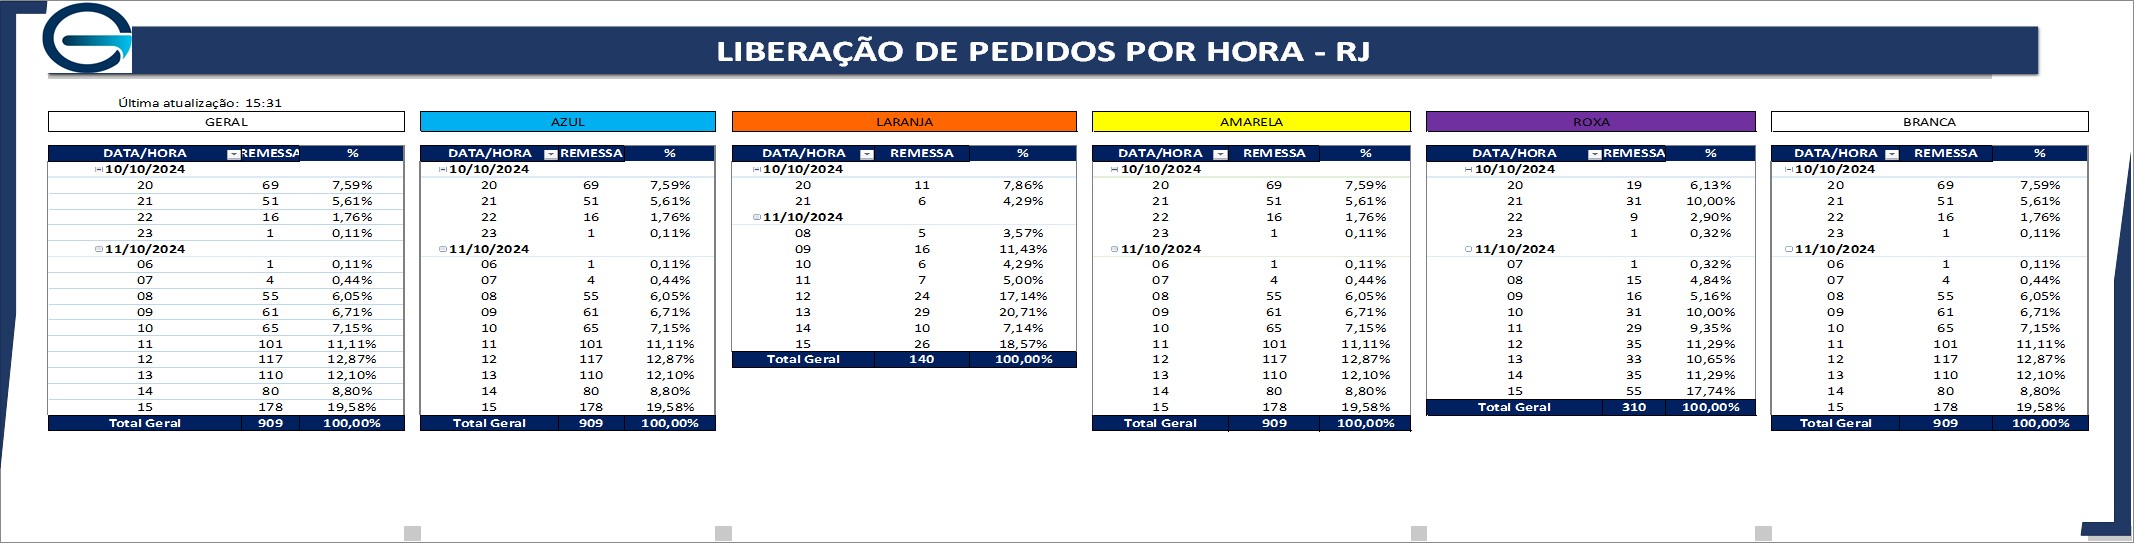 LIBERAÇÃO DE PEDIDOS POR HORA - RJ
Última atualização: 15:31
GERAL
DATA/HORA REMESSA %
10/10/2024
20 69 7,59%
21 51 5,61%
22 16 1,76%
23 1 0,11%
11/10/2024
06 1 0,11%
07 4 0,44%
08 55 6,05%
09 61 6,71%
10 65 7,15%
11 101 11,11%
12 117 12,87%
13 110 12,10%
14 80 8,80%
15 178 19,58%
Total Geral 909 100,00%
AZUL
DATA/HORA REMESSA %
10/10/2024
20 69 7,59%
21 51 5,61%
22 16 1,76%
23 1 0,11%
11/10/2024
06 1 0,11%
07 4 0,44%
08 55 6,05%
09 61 6,71%
10 65 7,15%
11 101 11,11%
12 117 12,87%
13 110 12,10%
14 80 8,80%
15 178 19,58%
Total Geral 909 100,00%
LARANJA
DATA/HORA REMESSA %
10/10/2024
20 11 7,86%
21 6 4,29%
11/10/2024
08 5 3,57%
09 16 11,43%
10 6 4,29%
11 7 5,00%
12 24 17,14%
13 29 20,71%
14 10 7,14%
15 26 18,57%
Total Geral 140 100,00%
AMARELA
DATA/HORA REMESSA %
10/10/2024
20 69 7,59%
21 51 5,61%
22 16 1,76%
23 1 0,11%
11/10/2024
06 1 0,11%
07 4 0,44%
08 55 6,05%
09 61 6,71%
10 65 7,15%
11 101 11,11%
12 117 12,87%
13 110 12,10%
14 80 8,80%
15 178 19,58%
Total Geral 909 100,00%
ROXA
DATA/HORA REMESSA %
10/10/2024
20 19 6,13%
21 31 10,00%
22 9 2,90%
23 1 0,32%
11/10/2024
07 1 0,32%
08 15 4,84%
09 16 5,16%
10 31 10,00%
11 29 9,35%
12 35 11,29%
13 33 10,65%
14 35 11,29%
15 55 17,74%
Total Geral 310 100,00%
BRANCA
DATA/HORA REMESSA %
10/10/2024
20 69 7,59%
21 51 5,61%
22 16 1,76%
23 1 0,11%
11/10/2024
06 1 0,11%
07 4 0,44%
08 55 6,05%
09 61 6,71%
10 65 7,15%
11 101 11,11%
12 117 12,87%
13 110 12,10%
14 80 8,80%
15 178 19,58%
Total Geral 909 100,00%